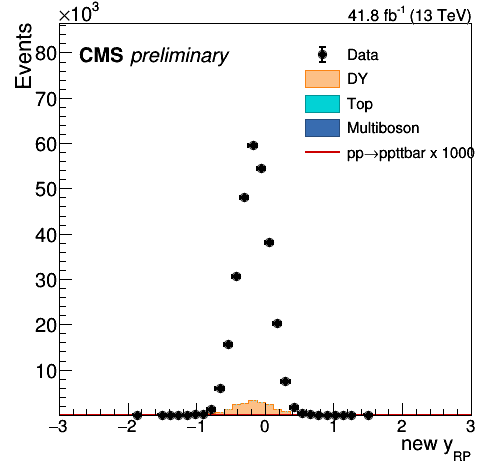 ×10³
41.8 fb⁻¹ (13 TeV)
Events
CMS preliminary
Data
DY
Top
Multiboson
pp→ppttbar x 1000
80
70
60
50
40
30
20
10
−3 −2 −1 0 1 2 3
new y_RP